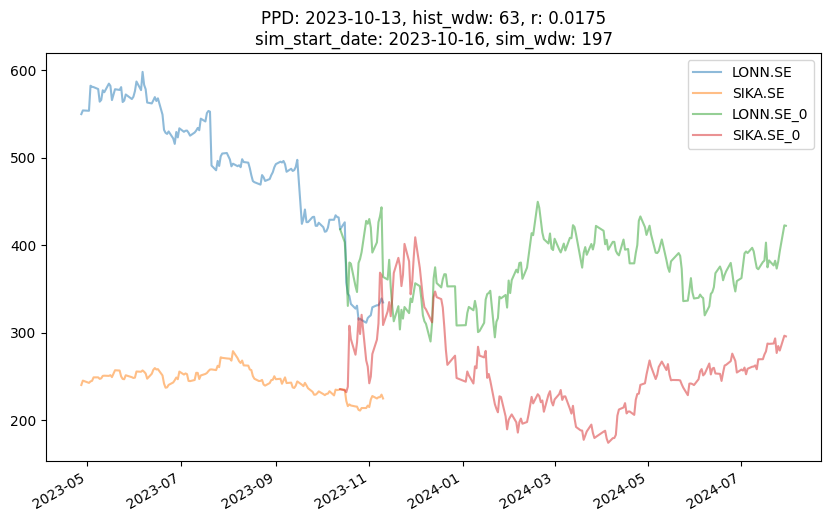 PPD: 2023-10-13, hist_wdw: 63, r: 0.0175
sim_start_date: 2023-10-16, sim_wdw: 197
LONN.SE
SIKA.SE
LONN.SE_0
SIKA.SE_0
600
500
400
300
200
2023-05
2023-07
2023-09
2023-11
2024-01
2024-03
2024-05
2024-07